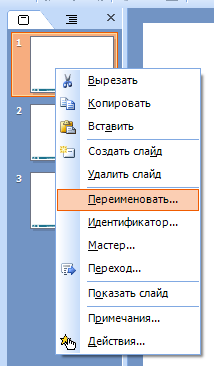 1
2
3
Вырезать
Копировать
Вставить
Создать слайд
Удалить слайд
Переименовать...
Идентификатор...
Мастер...
Переход...
Показать слайд
Примечания...
Действия...